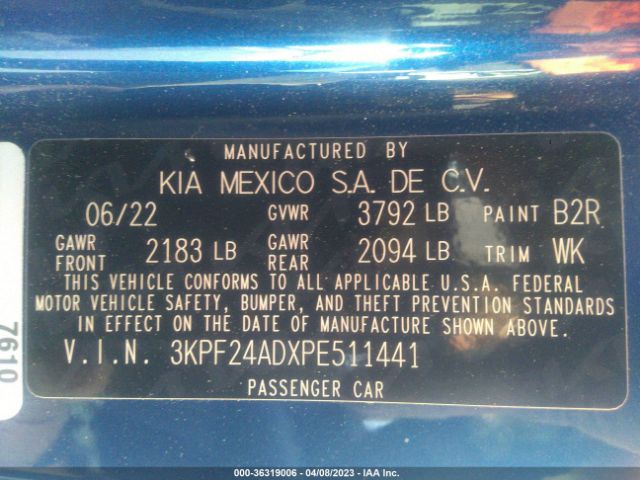 MANUFACTURED BY
KIA MEXICO S.A. DE C.V.
06/22 GVWR 3792 LB PAINT B2R
GAWR FRONT 2183 LB GAWR REAR 2094 LB TRIM WK
THIS VEHICLE CONFORMS TO ALL APPLICABLE U.S.A. FEDERAL
MOTOR VEHICLE SAFETY, BUMPER, AND THEFT PREVENTION STANDARDS
IN EFFECT ON THE DATE OF MANUFACTURE SHOWN ABOVE.
V.I.N. 3KPF24ADXPE511441
PASSENGER CAR
7610
000-36319006 - 04/08/2023 - IAA Inc.